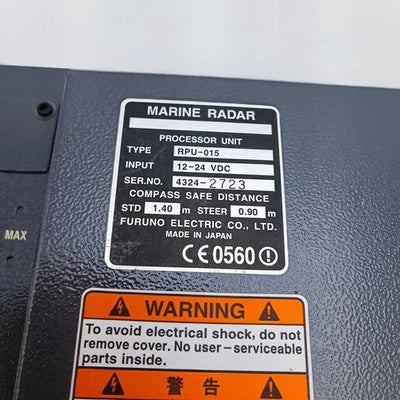 MARINE RADAR
PROCESSOR UNIT
TYPE RPU-015
INPUT 12-24 VDC
SER.NO. 4324-2723
COMPASS SAFE DISTANCE
STD 1.40 m STEER 0.90 m
FURUNO ELECTRIC CO., LTD.
MADE IN JAPAN
CE0560
MAX
WARNING
To avoid electrical shock, do not
remove cover. No user-serviceable
parts inside.
警告